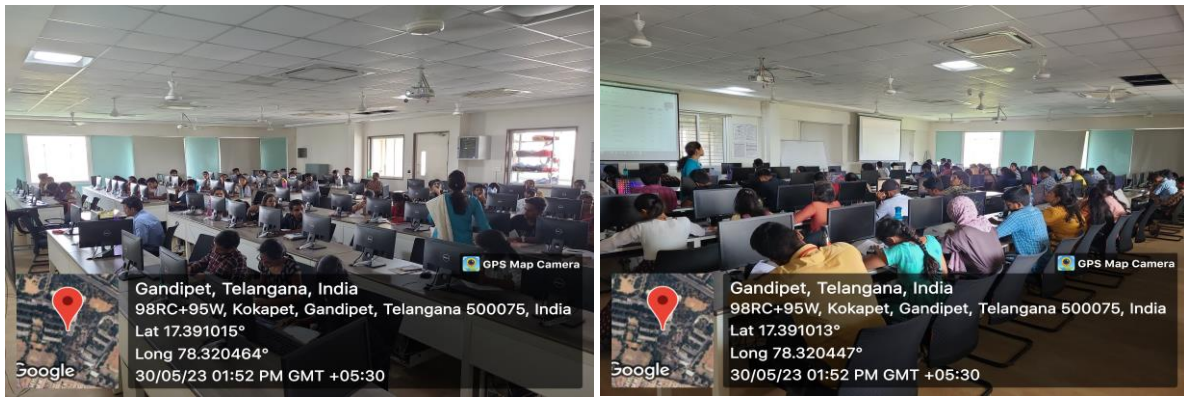 GPS Map Camera
Gandipet, Telangana, India
98RC+95W, Kokapet, Gandipet, Telangana 500075, India
Lat 17.391015°
Long 78.320464°
30/05/23 01:52 PM GMT +05:30
Google
GPS Map Camera
Gandipet, Telangana, India
98RC+95W, Kokapet, Gandipet, Telangana 500075, India
Lat 17.391013°
Long 78.320447°
30/05/23 01:52 PM GMT +05:30
Google